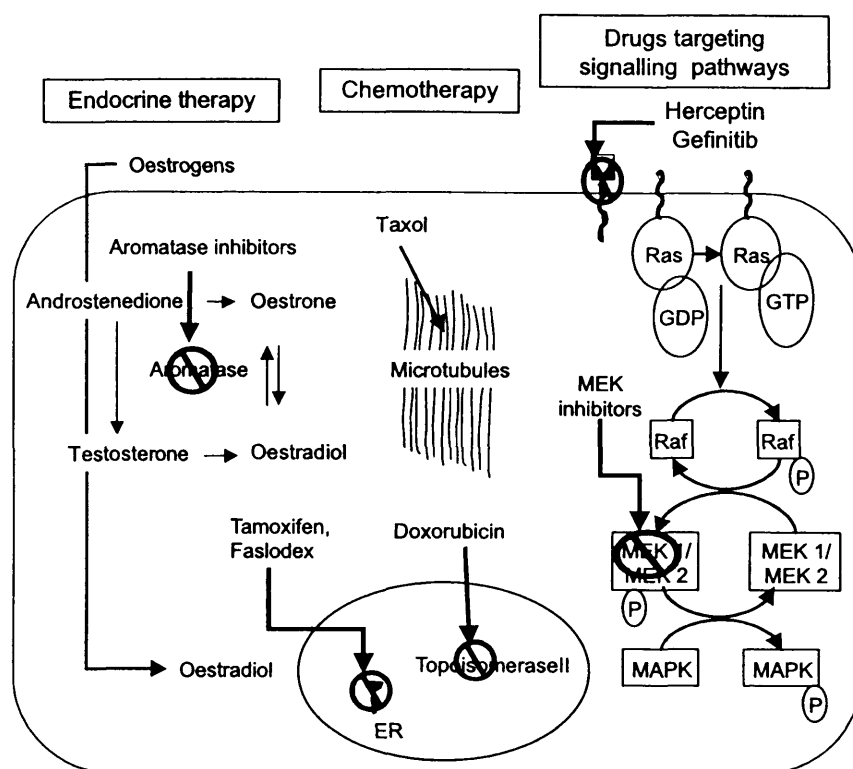 Endocrine therapy
Chemotherapy
Drugs targeting
signalling pathways
Herceptin
Gefinitib
Oestrogens
Aromatase inhibitors
Androstenedione
Oestrone
Aromatase
Testosterone
Oestradiol
Taxol
Microtubules
Ras
Ras
GDP
GTP
MEK
inhibitors
Raf
Raf
P
Tamoxifen,
Faslodex
Doxorubicin
MEK 1/
MEK 2
P
MEK 1/
MEK 2
Oestradiol
TopoisomeraseII
ER
MAPK
MAPK
P